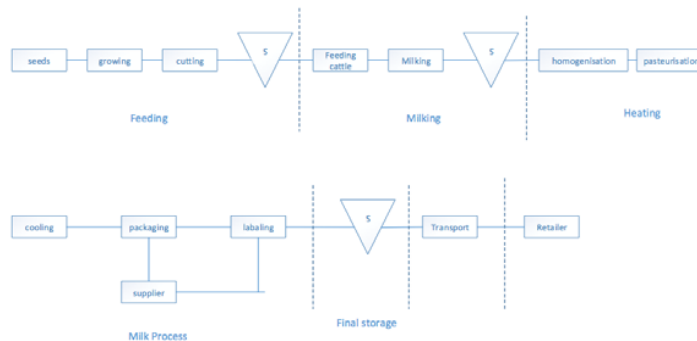 seeds
growing
cutting
S
Feeding
cattle
Milking
S
homogenisation
pasteurisation
Feeding
Milking
Heating
cooling
packaging
labaling
S
Transport
Retailer
supplier
Final storage
Milk Process